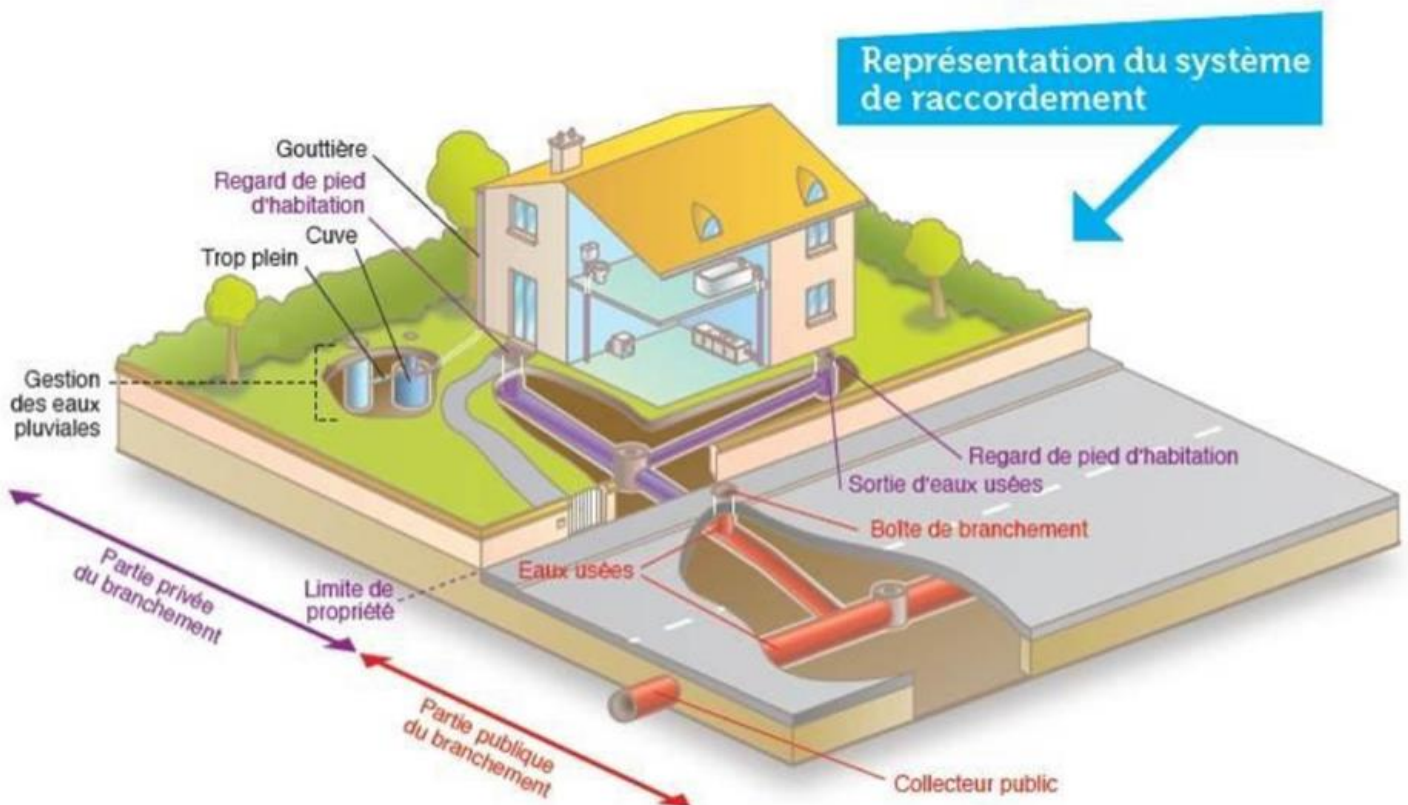 Représentation du système
de raccordement
Gouttière
Regard de pied
d'habitation
Cuve
Trop plein
Gestion
des eaux
pluviales
Regard de pied d'habitation
Sortie d'eaux usées
Boîte de branchement
Eaux usées
Limite de
propriété
Partie privée
du branchement
Partie publique
du branchement
Collecteur public